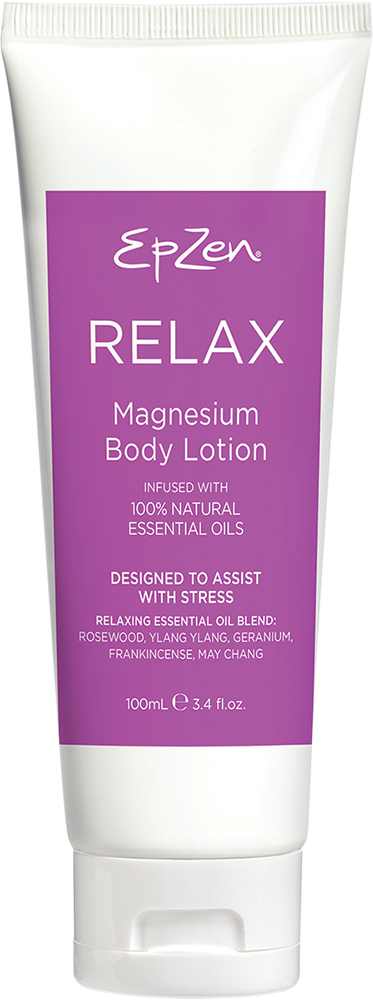 EpZen®
RELAX
Magnesium
Body Lotion
INFUSED WITH
100% NATURAL
ESSENTIAL OILS
DESIGNED TO ASSIST
WITH STRESS
RELAXING ESSENTIAL OIL BLEND:
ROSEWOOD, YLANG YLANG, GERANIUM,
FRANKINCENSE, MAY CHANG
100mL ℮ 3.4 fl.oz.